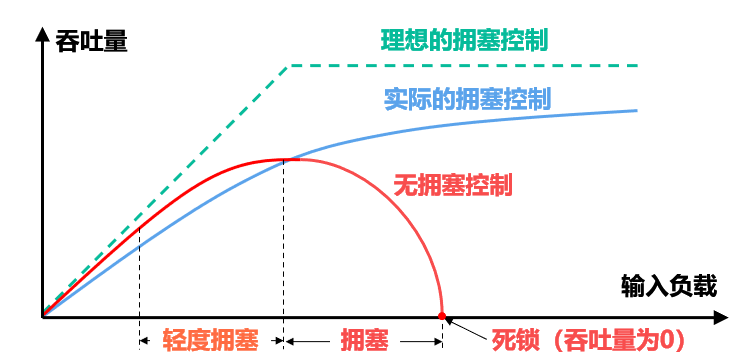 吞吐量
理想的拥塞控制
实际的拥塞控制
无拥塞控制
输入负载
轻度拥塞
拥塞
死锁（吞吐量为0）